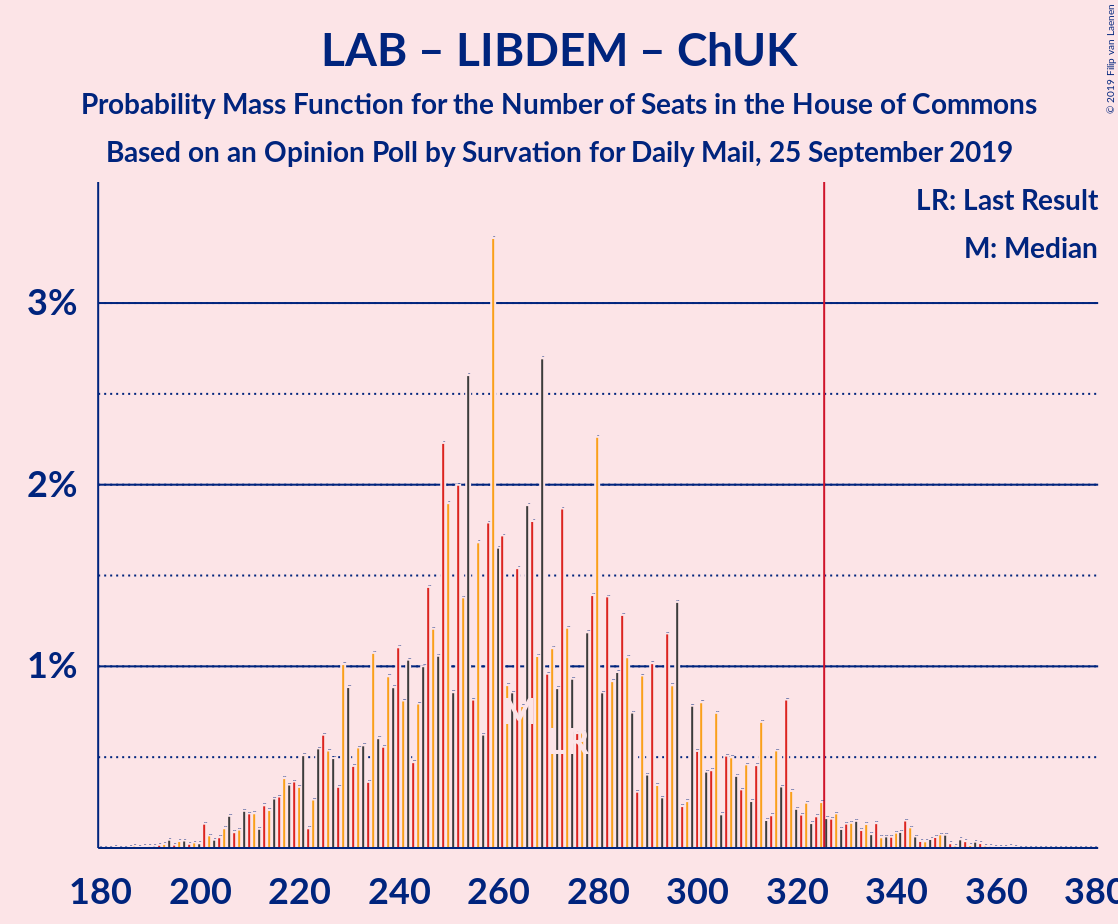 LAB – LIBDEM – ChUK
Probability Mass Function for the Number of Seats in the House of Commons
Based on an Opinion Poll by Survation for Daily Mail, 25 September 2019
© 2019 Filip van Laenen
LR: Last Result
M: Median
3%
2%
1%
M
LR
180 200 220 240 260 280 300 320 340 360 380